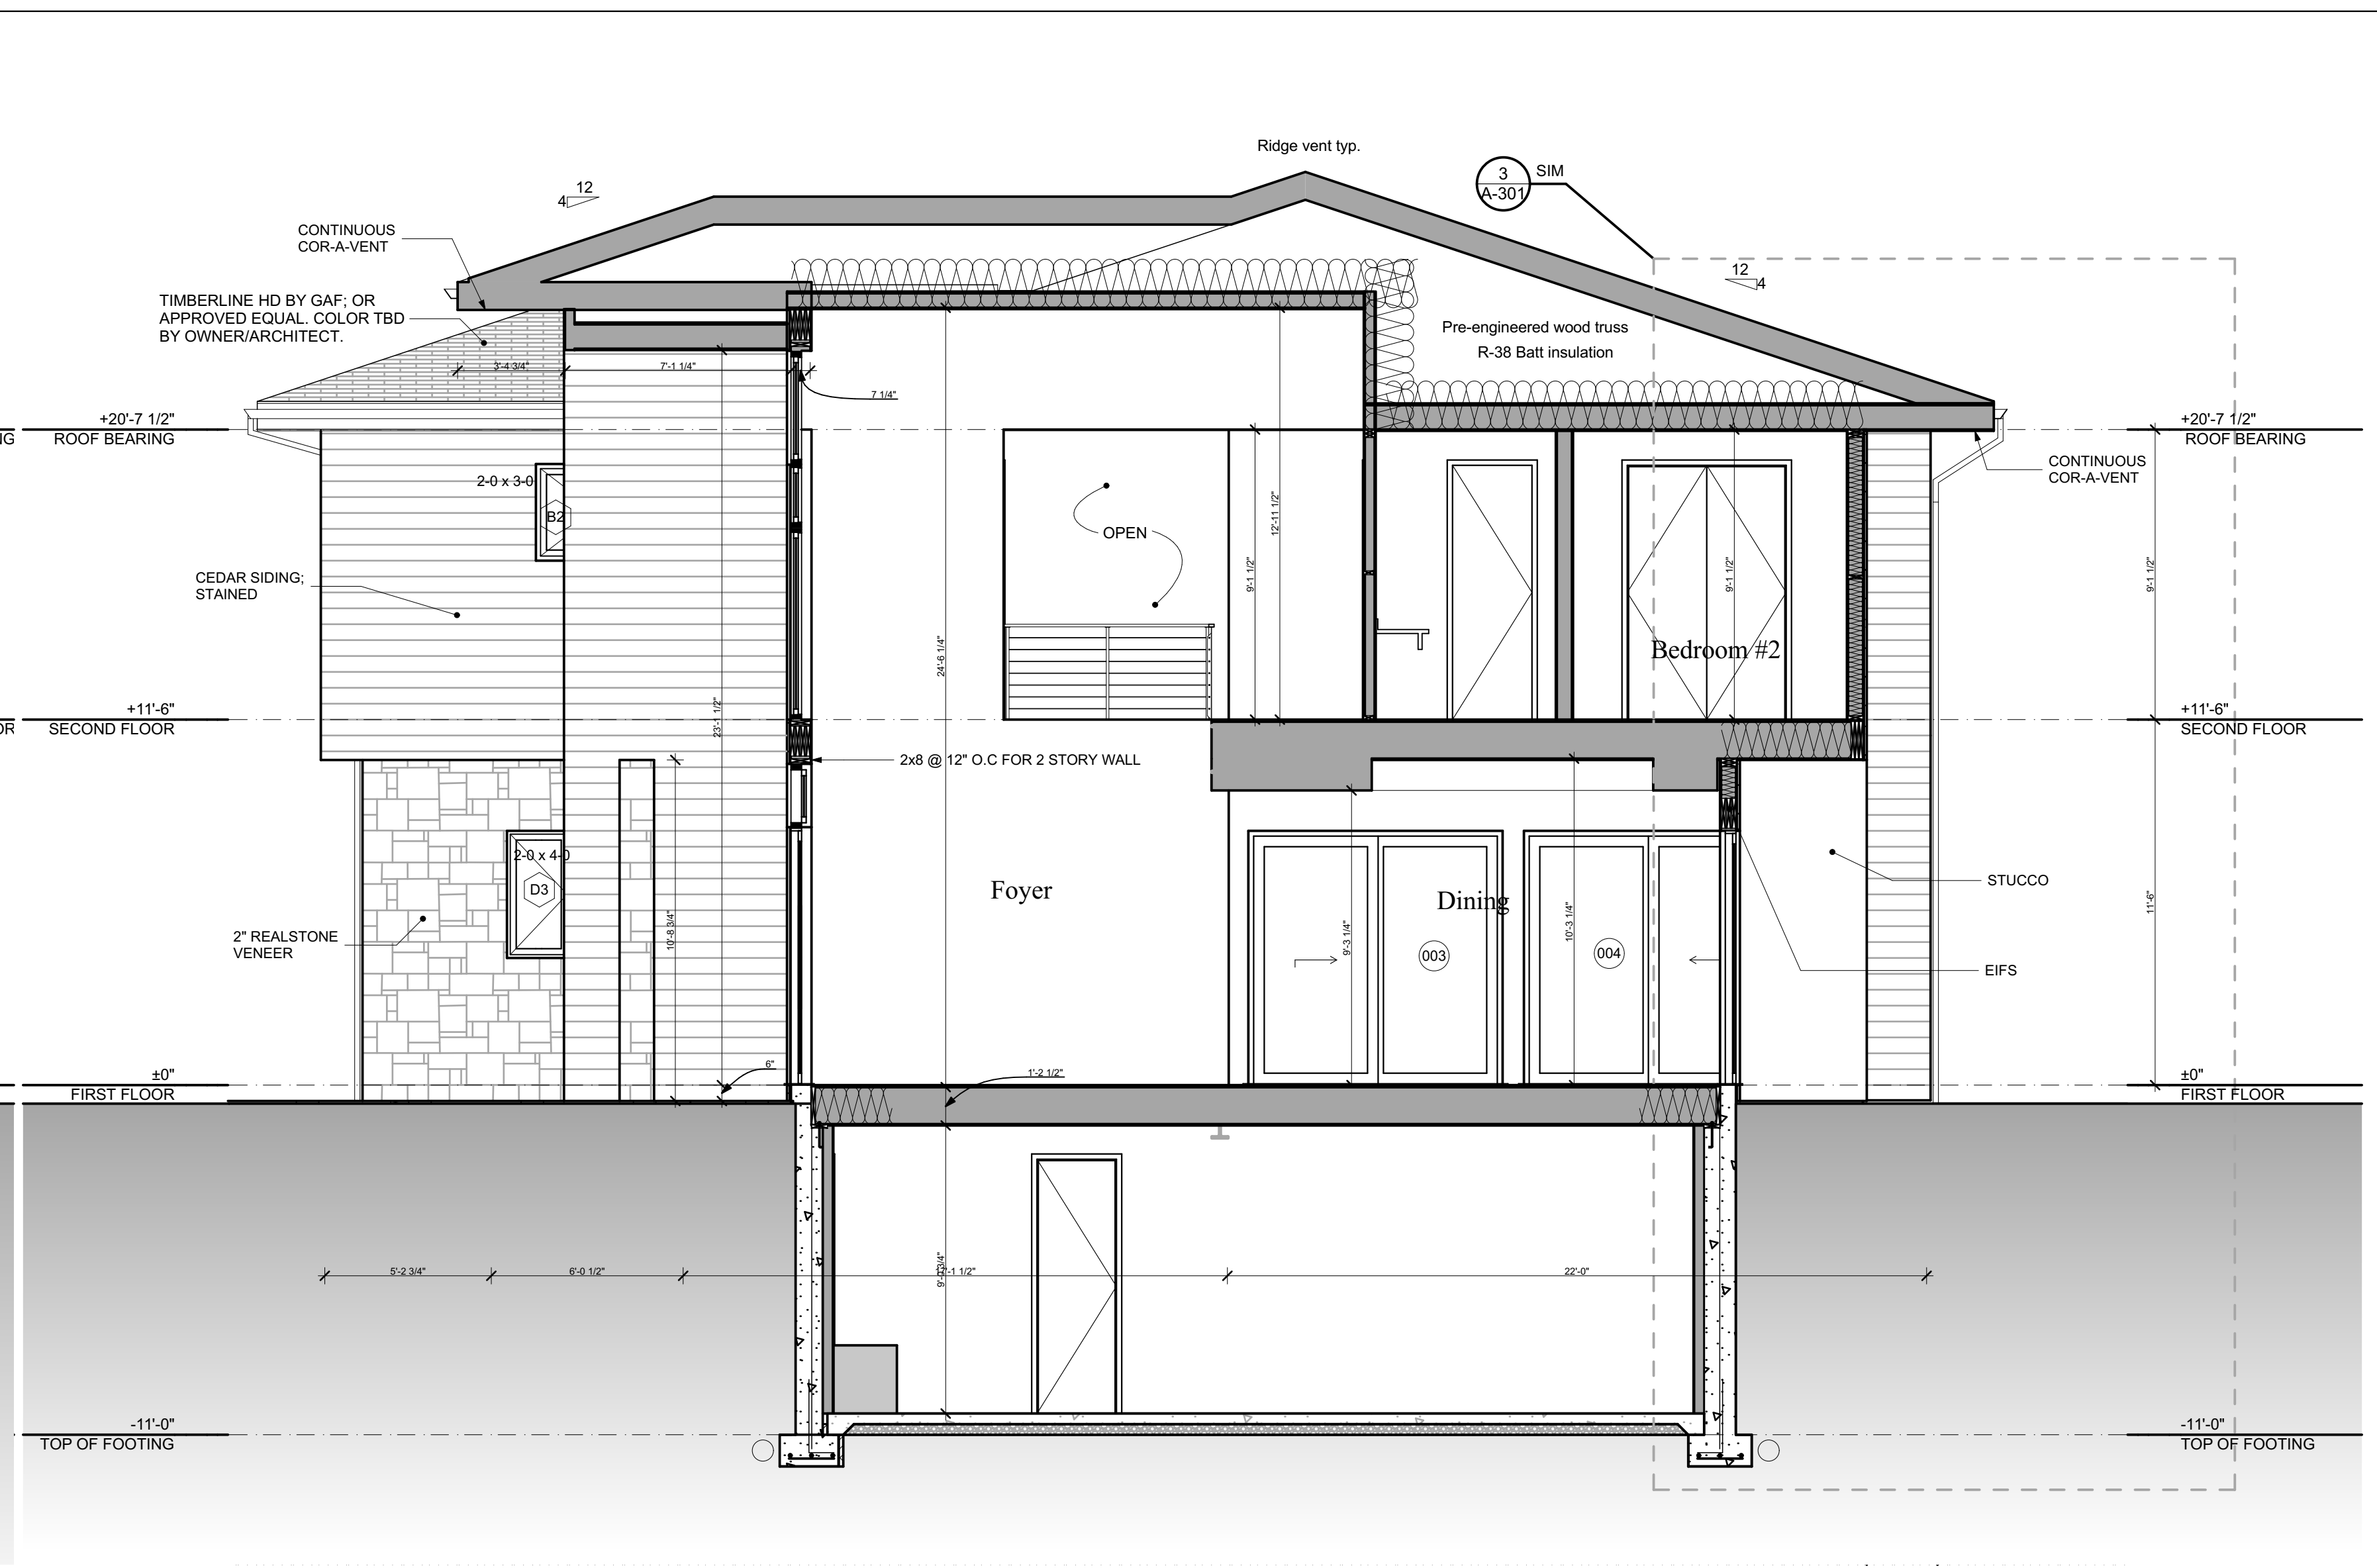 Ridge vent typ.
3
A-301
SIM
12
4
CONTINUOUS
COR-A-VENT
12
4
TIMBERLINE HD BY GAF; OR
APPROVED EQUAL. COLOR TBD
BY OWNER/ARCHITECT.
Pre-engineered wood truss
R-38 Batt insulation
3'-4 3/4"
7'-1 1/4"
7 1/4"
+20'-7 1/2"
ROOF BEARING
NG
+20'-7 1/2"
ROOF BEARING
CONTINUOUS
COR-A-VENT
2-0 x 3-0
B2
OPEN
12'-11 1/2"
9'-1 1/2"
9'-1 1/2"
9'-1 1/2"
CEDAR SIDING;
STAINED
24'-6 1/4"
Bedroom #2
23'-1 1/2"
+11'-6"
SECOND FLOOR
OR
+11'-6"
SECOND FLOOR
2x8 @ 12" O.C FOR 2 STORY WALL
2-0 x 4-0
D3
Foyer
Dining
STUCCO
11'-6"
10'-8 3/4"
9'-3 1/4"
10'-3 1/4"
003
004
2" REALSTONE
VENEER
EIFS
6"
1'-2 1/2"
±0"
FIRST FLOOR
±0"
FIRST FLOOR
5'-2 3/4"
6'-0 1/2"
22'-0"
-11'-0"
TOP OF FOOTING
-11'-0"
TOP OF FOOTING